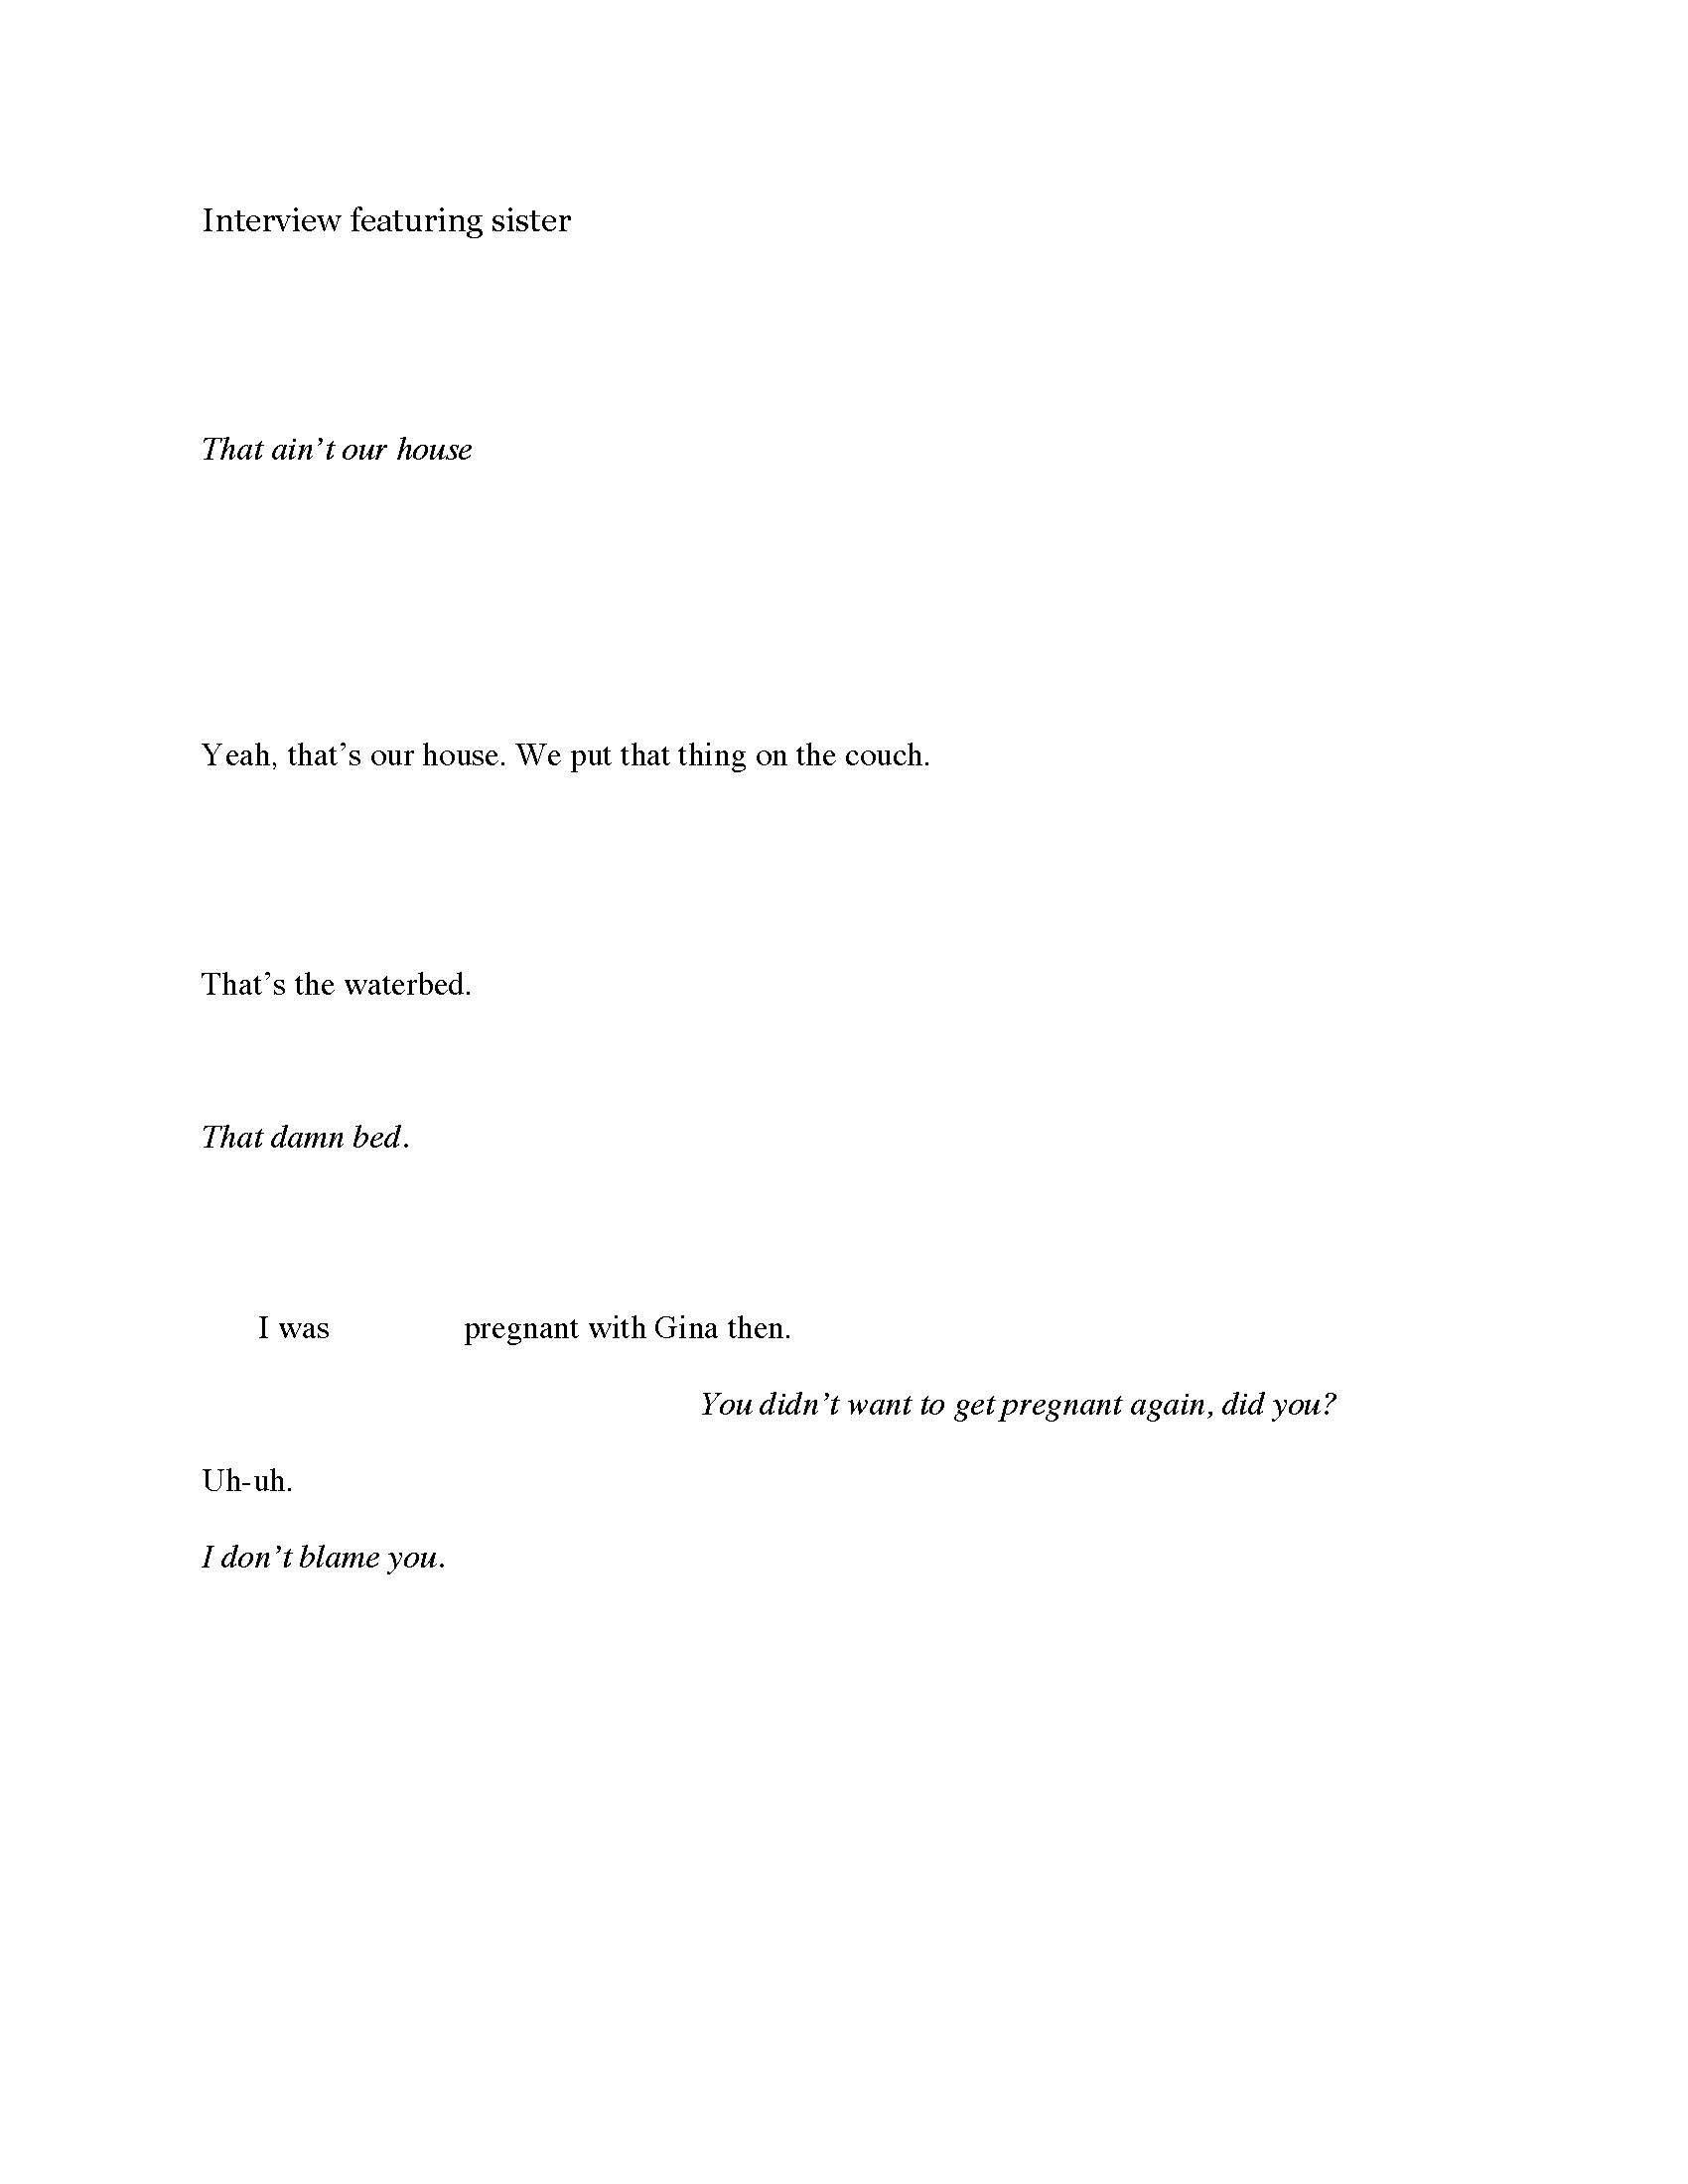 Interview featuring sister
That ain’t our house
Yeah, that’s our house. We put that thing on the couch.
That’s the waterbed.
That damn bed.
I was pregnant with Gina then.
You didn’t want to get pregnant again, did you?
Uh-uh.
I don’t blame you.